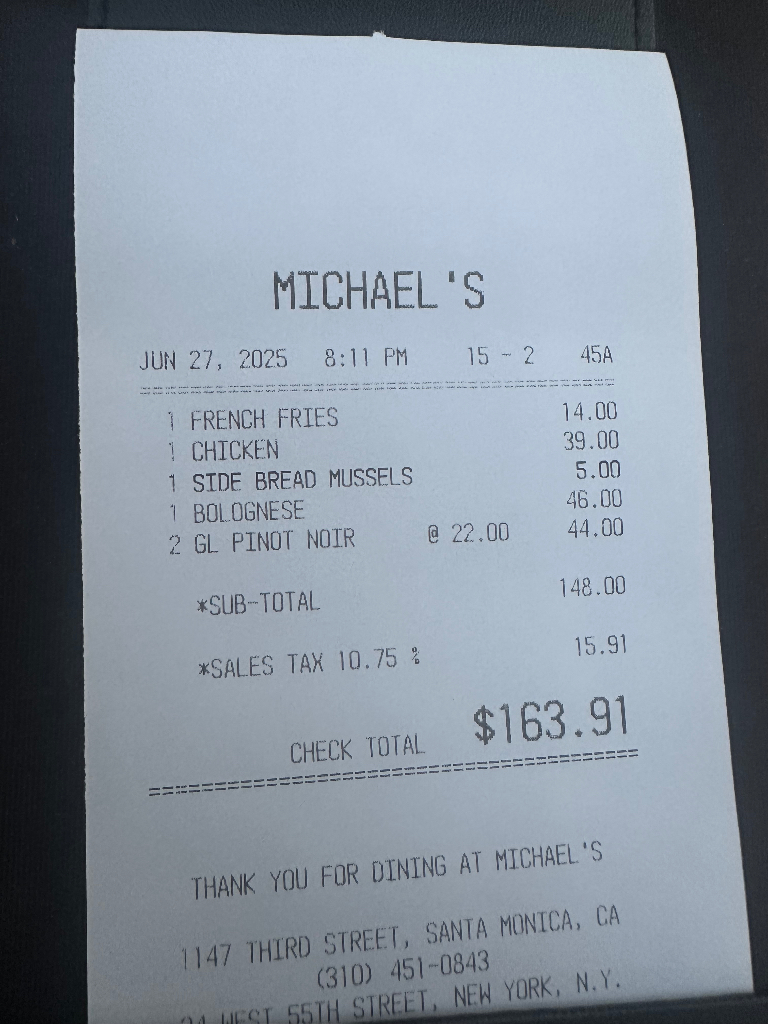 MICHAEL'S
JUN 27, 2025 8:11 PM 15 - 2 45A
1 FRENCH FRIES 14.00
1 CHICKEN 39.00
1 SIDE BREAD MUSSELS 5.00
1 BOLOGNESE 46.00
2 GL PINOT NOIR @ 22.00 44.00
*SUB-TOTAL 148.00
*SALES TAX 10.75 % 15.91
CHECK TOTAL $163.91
THANK YOU FOR DINING AT MICHAEL'S
1147 THIRD STREET, SANTA MONICA, CA
(310) 451-0843
WEST 55TH STREET, NEW YORK, N.Y.